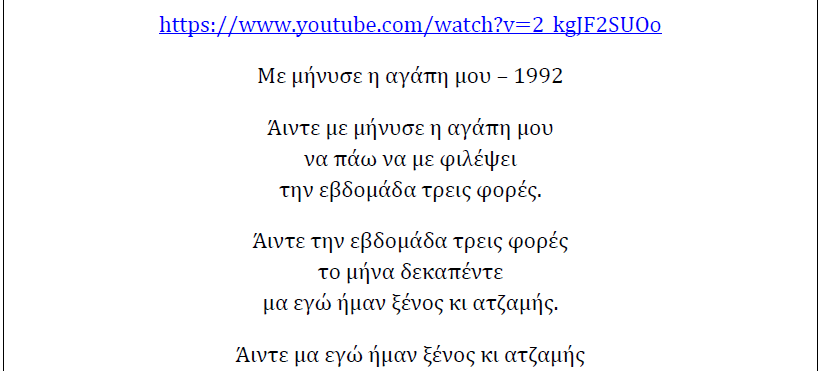 https://www.youtube.com/watch?v=2_kgJF2SUOo
Με μήνυσε η αγάπη μου – 1992
Άιντε με μήνυσε η αγάπη μου
να πάω να με φιλέψει
την εβδομάδα τρεις φορές.
Άιντε την εβδομάδα τρεις φορές
το μήνα δεκαπέντε
μα εγώ ήμαν ξένος κι ατζαμής.
Άιντε μα εγώ ήμαν ξένος κι ατζαμής